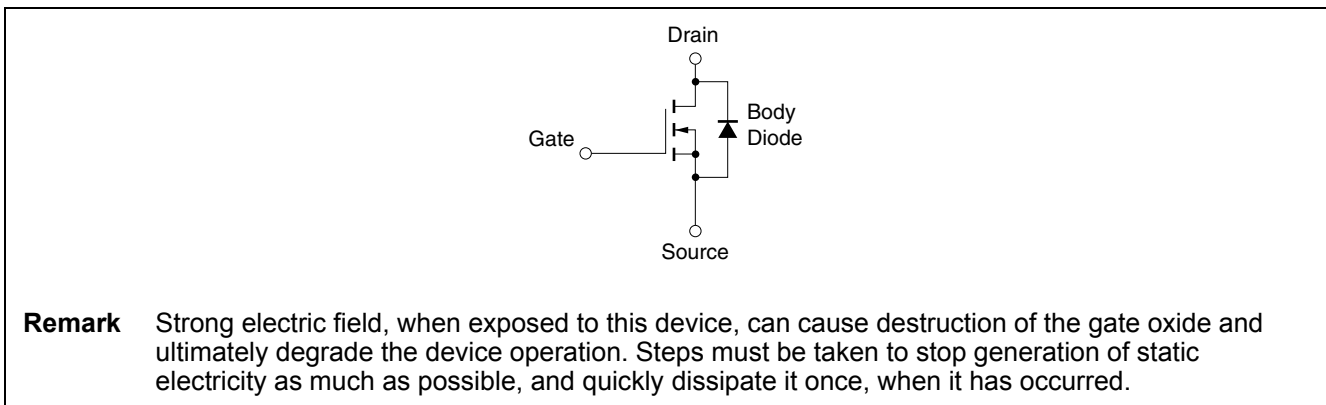 Drain
Body
Diode
Gate
Source
Remark Strong electric field, when exposed to this device, can cause destruction of the gate oxide and
ultimately degrade the device operation. Steps must be taken to stop generation of static
electricity as much as possible, and quickly dissipate it once, when it has occurred.